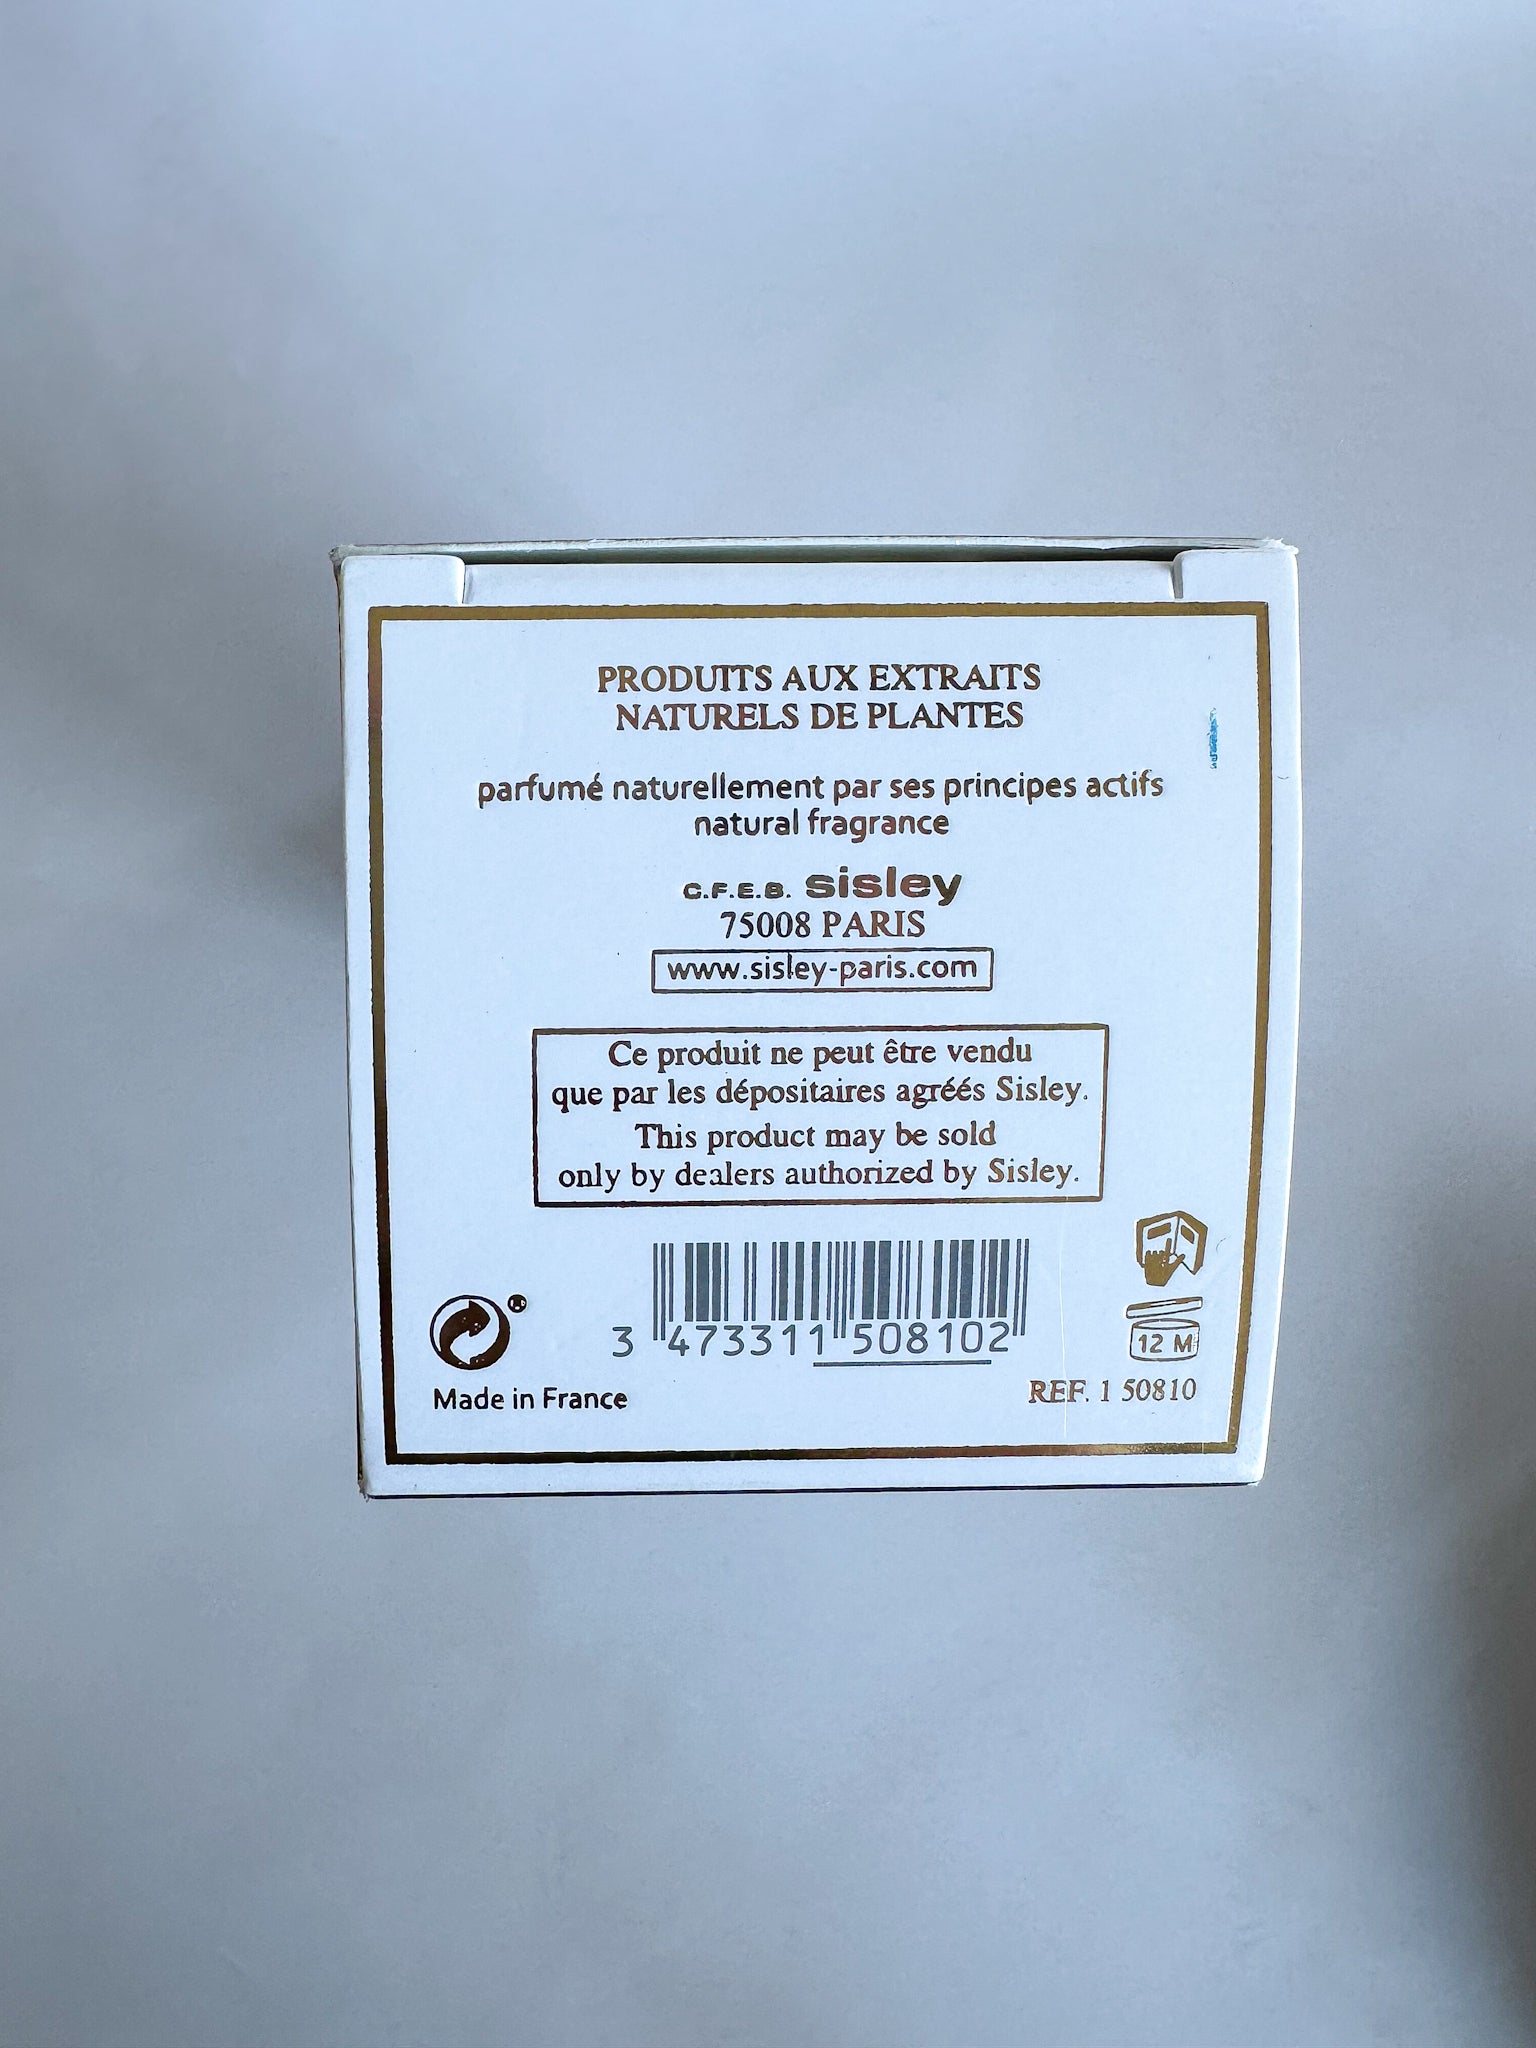 PRODUITS AUX EXTRAITS
NATURELS DE PLANTES
parfumé naturellement par ses principes actifs
natural fragrance
C.F.E.B. sisley
75008 PARIS
www.sisley-paris.com
Ce produit ne peut être vendu
que par les dépositaires agréés Sisley.
This product may be sold
only by dealers authorized by Sisley.
3 473311 508102
12 M
Made in France
REF. 1 50810